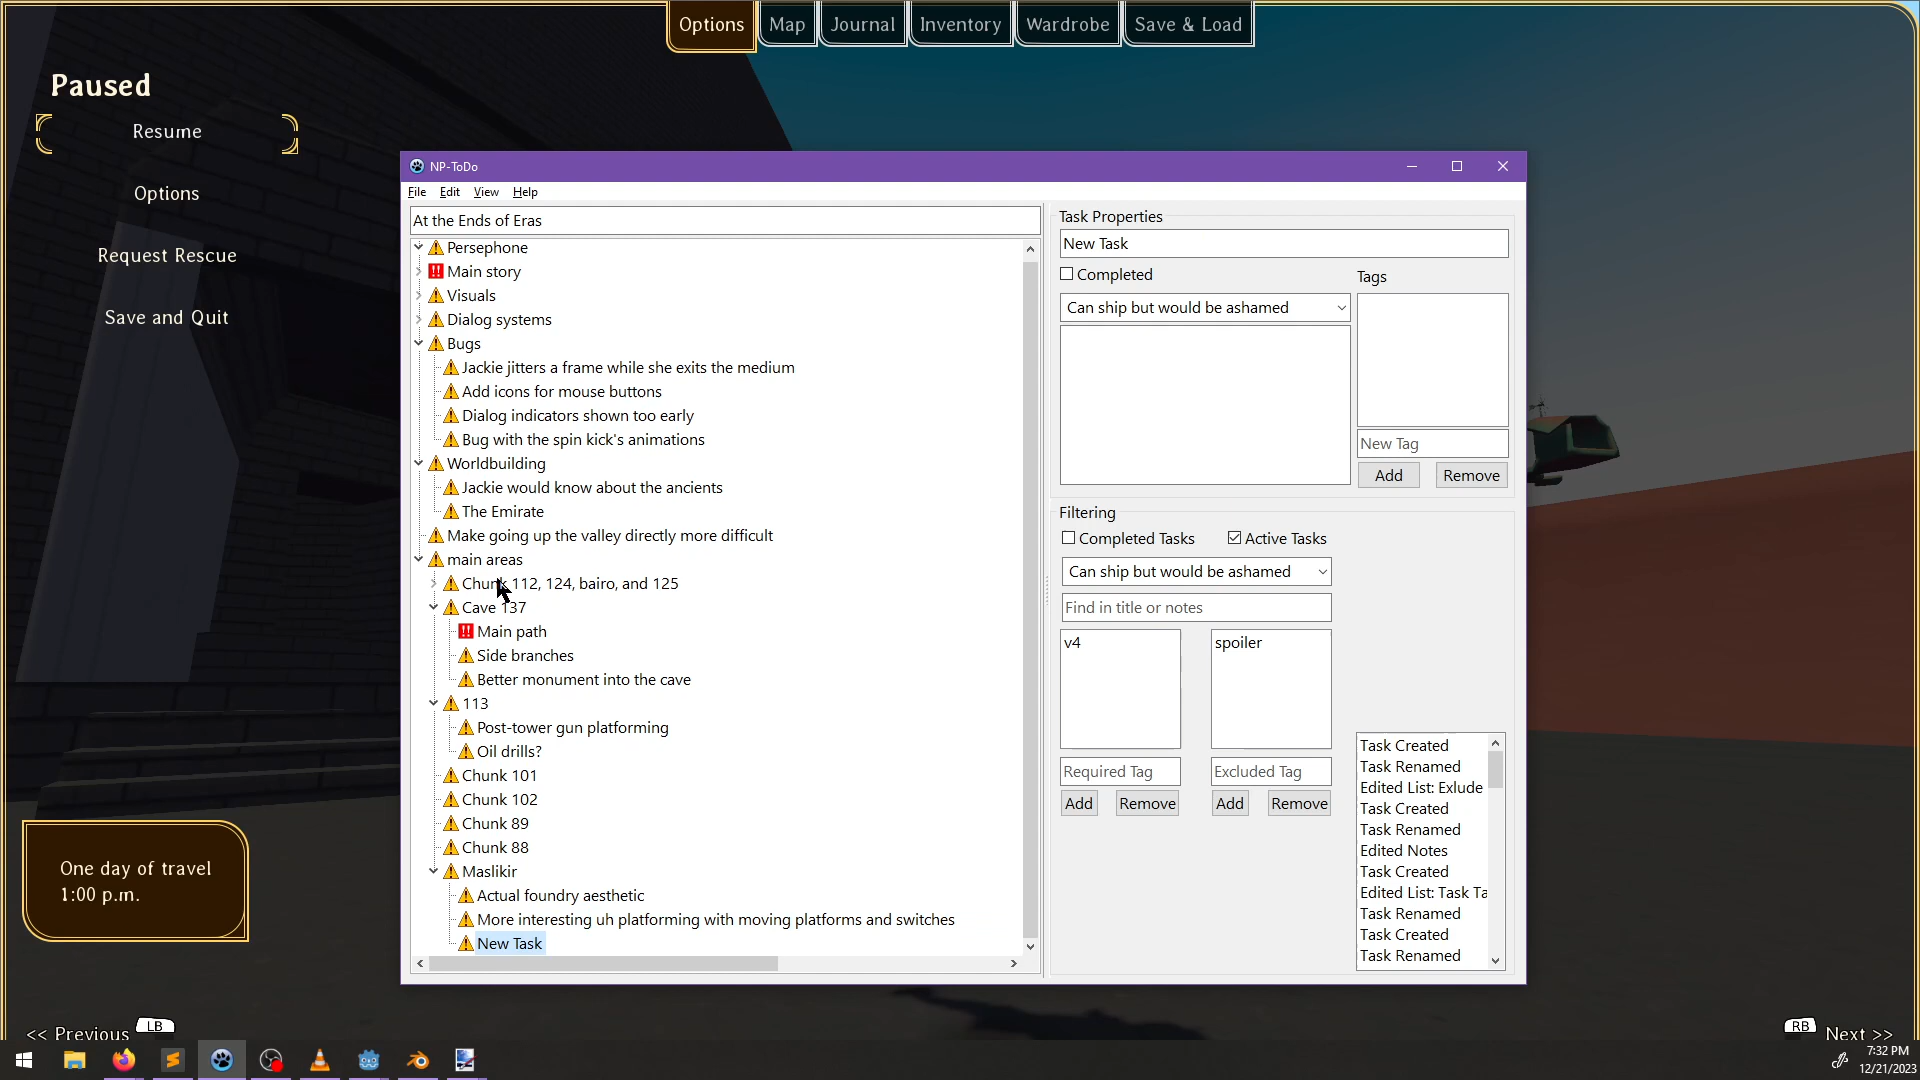 Options
Map
Journal
Inventory
Wardrobe
Save & Load
Paused
Resume
Options
Request Rescue
Save and Quit
One day of travel
1:00 p.m.
<< Previous LB
RB Next >>
NP-ToDo
File Edit View Help
At the Ends of Eras
Persephone
Main story
Visuals
Dialog systems
Bugs
Jackie jitters a frame while she exits the medium
Add icons for mouse buttons
Dialog indicators shown too early
Bug with the spin kick's animations
Worldbuilding
Jackie would know about the ancients
The Emirate
Make going up the valley directly more difficult
main areas
Chunk 112, 124, bairo, and 125
Cave 137
Main path
Side branches
Better monument into the cave
113
Post-tower gun platforming
Oil drills?
Chunk 101
Chunk 102
Chunk 89
Chunk 88
Maslikir
Actual foundry aesthetic
More interesting uh platforming with moving platforms and switches
New Task
Task Properties
New Task
Completed
Tags
Can ship but would be ashamed
New Tag
Add Remove
Filtering
Completed Tasks
Active Tasks
Can ship but would be ashamed
Find in title or notes
v4
spoiler
Required Tag
Excluded Tag
Add Remove
Add Remove
Task Created
Task Renamed
Edited List: Exlude
Task Created
Task Renamed
Edited Notes
Task Created
Edited List: Task Ta
Task Renamed
Task Created
Task Renamed
7:32 PM
12/21/2023